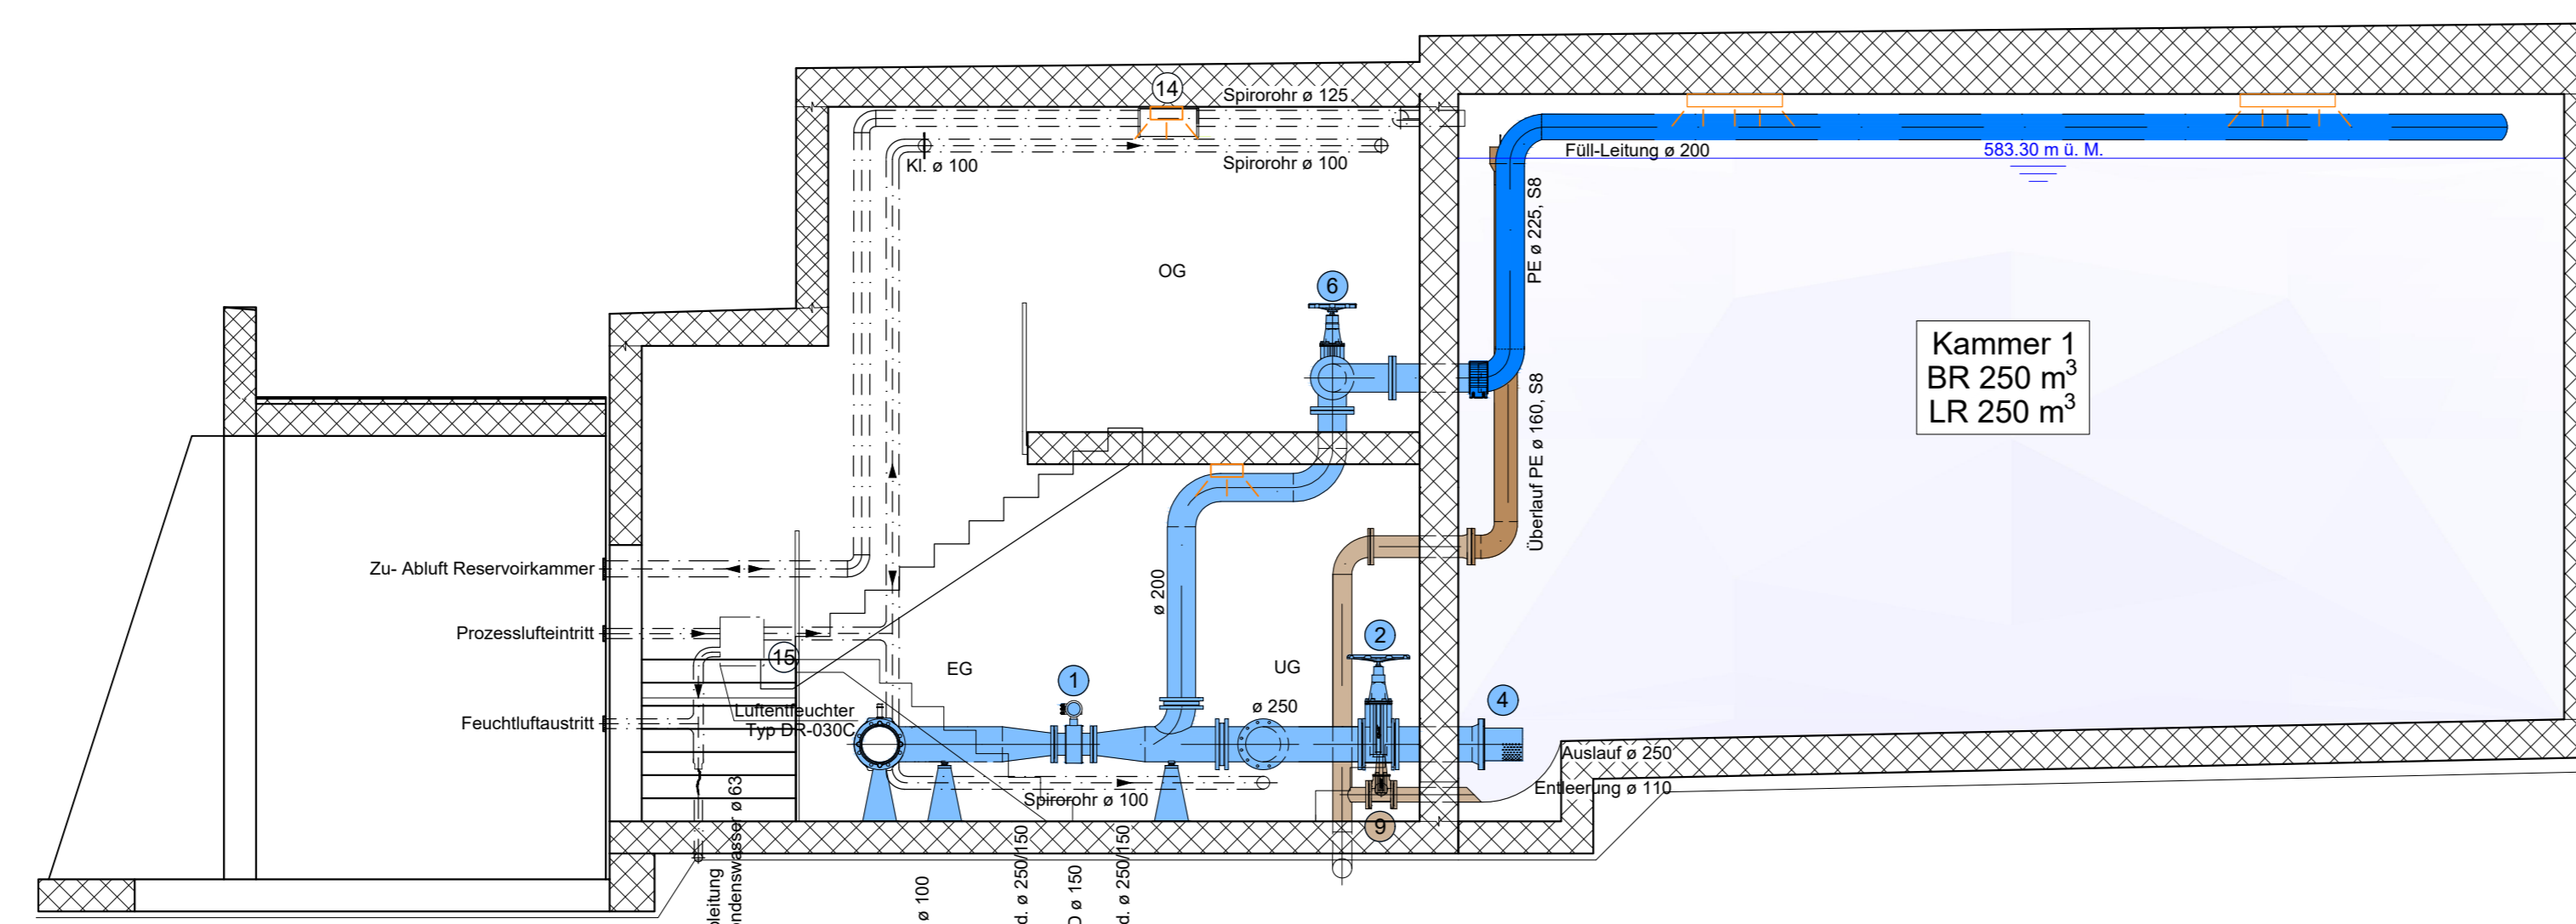 14
Spirorohr ø 125
Kl. ø 100
Spirorohr ø 100
Füll-Leitung ø 200
583.30 m ü. M.
PE ø 225, S8
OG
6
Kammer 1
BR 250 m³
LR 250 m³
Überlauf PE ø 160, S8
Zu- Abluft Reservoirkammer
Prozesslufteintritt
ø 200
2
15
EG
UG
1
4
Feuchtluftaustritt
Luftentfeuchter
Typ DR-030C
ø 250
Auslauf ø 250
Entleerung ø 110
Spirorohr ø 100
9
ø 63
ø 100
ø 250/150
ø 150
ø 250/150